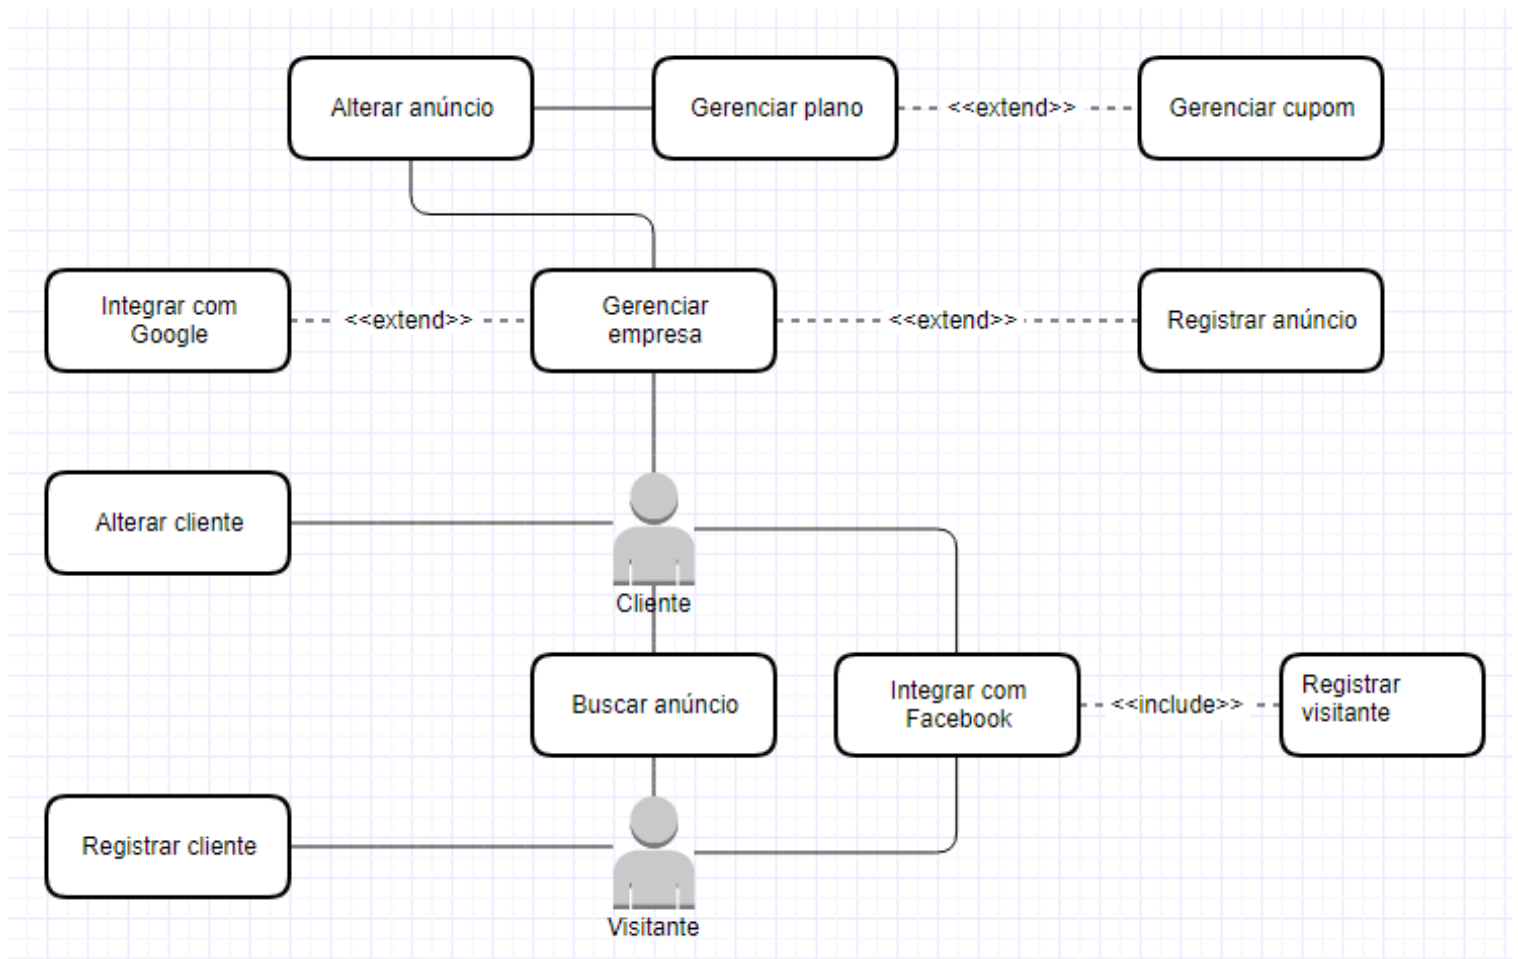 Alterar anúncio
Gerenciar plano
<<extend>>
Gerenciar cupom
Integrar com
Google
<<extend>>
Gerenciar
empresa
<<extend>>
Registrar anúncio
Alterar cliente
Cliente
Buscar anúncio
Integrar com
Facebook
<<include>>
Registrar
visitante
Registrar cliente
Visitante